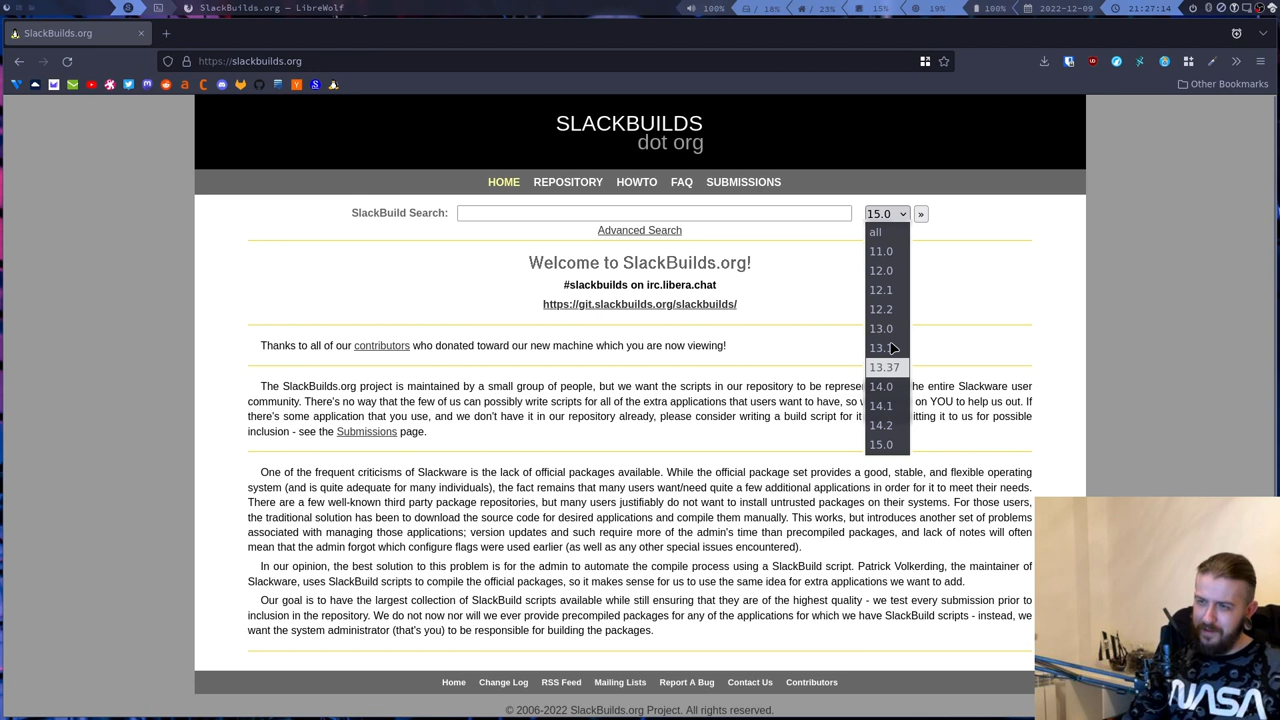 ckbuilds.org — LibreWolf
100%
/ 18%
/ 23%
15%
19%
100%
2022-12-09
21:27:14
SlackBuilds.org
https://slackbuilds.org
Other Bookmarks
SLACKBUILDS
dot org
HOME REPOSITORY HOWTO FAQ SUBMISSIONS
SlackBuild Search:
15.0
»
Advanced Search
all
11.0
12.0
12.1
12.2
13.0
13.
13.37
14.0
14.1
14.2
15.0
Welcome to SlackBuilds.org!
#slackbuilds on irc.libera.chat
https://git.slackbuilds.org/slackbuilds/
Thanks to all of our contributors who donated toward our new machine which you are now viewing!
The SlackBuilds.org project is maintained by a small group of people, but we want the scripts in our repository to be represe he entire Slackware user
community. There's no way that the few of us can possibly write scripts for all of the extra applications that users want to have, so on YOU to help us out. If
there's some application that you use, and we don't have it in our repository already, please consider writing a build script for it itting it to us for possible
inclusion - see the Submissions page.
One of the frequent criticisms of Slackware is the lack of official packages available. While the official package set provides a good, stable, and flexible operating
system (and is quite adequate for many individuals), the fact remains that many users want/need quite a few additional applications in order for it to meet their needs.
There are a few well-known third party package repositories, but many users justifiably do not want to install untrusted packages on their systems. For those users,
the traditional solution has been to download the source code for desired applications and compile them manually. This works, but introduces another set of problems
associated with managing those applications; version updates and such require more of the admin's time than precompiled packages, and lack of notes will often
mean that the admin forgot which configure flags were used earlier (as well as any other special issues encountered).
In our opinion, the best solution to this problem is for the admin to automate the compile process using a SlackBuild script. Patrick Volkerding, the maintainer of
Slackware, uses SlackBuild scripts to compile the official packages, so it makes sense for us to use the same idea for extra applications we want to add.
Our goal is to have the largest collection of SlackBuild scripts available while still ensuring that they are of the highest quality - we test every submission prior to
inclusion in the repository. We do not now nor will we ever provide precompiled packages for any of the applications for which we have SlackBuild scripts - instead, we
want the system administrator (that's you) to be responsible for building the packages.
Home Change Log RSS Feed Mailing Lists Report A Bug Contact Us Contributors
© 2006-2022 SlackBuilds.org Project. All rights reserved.
NASA